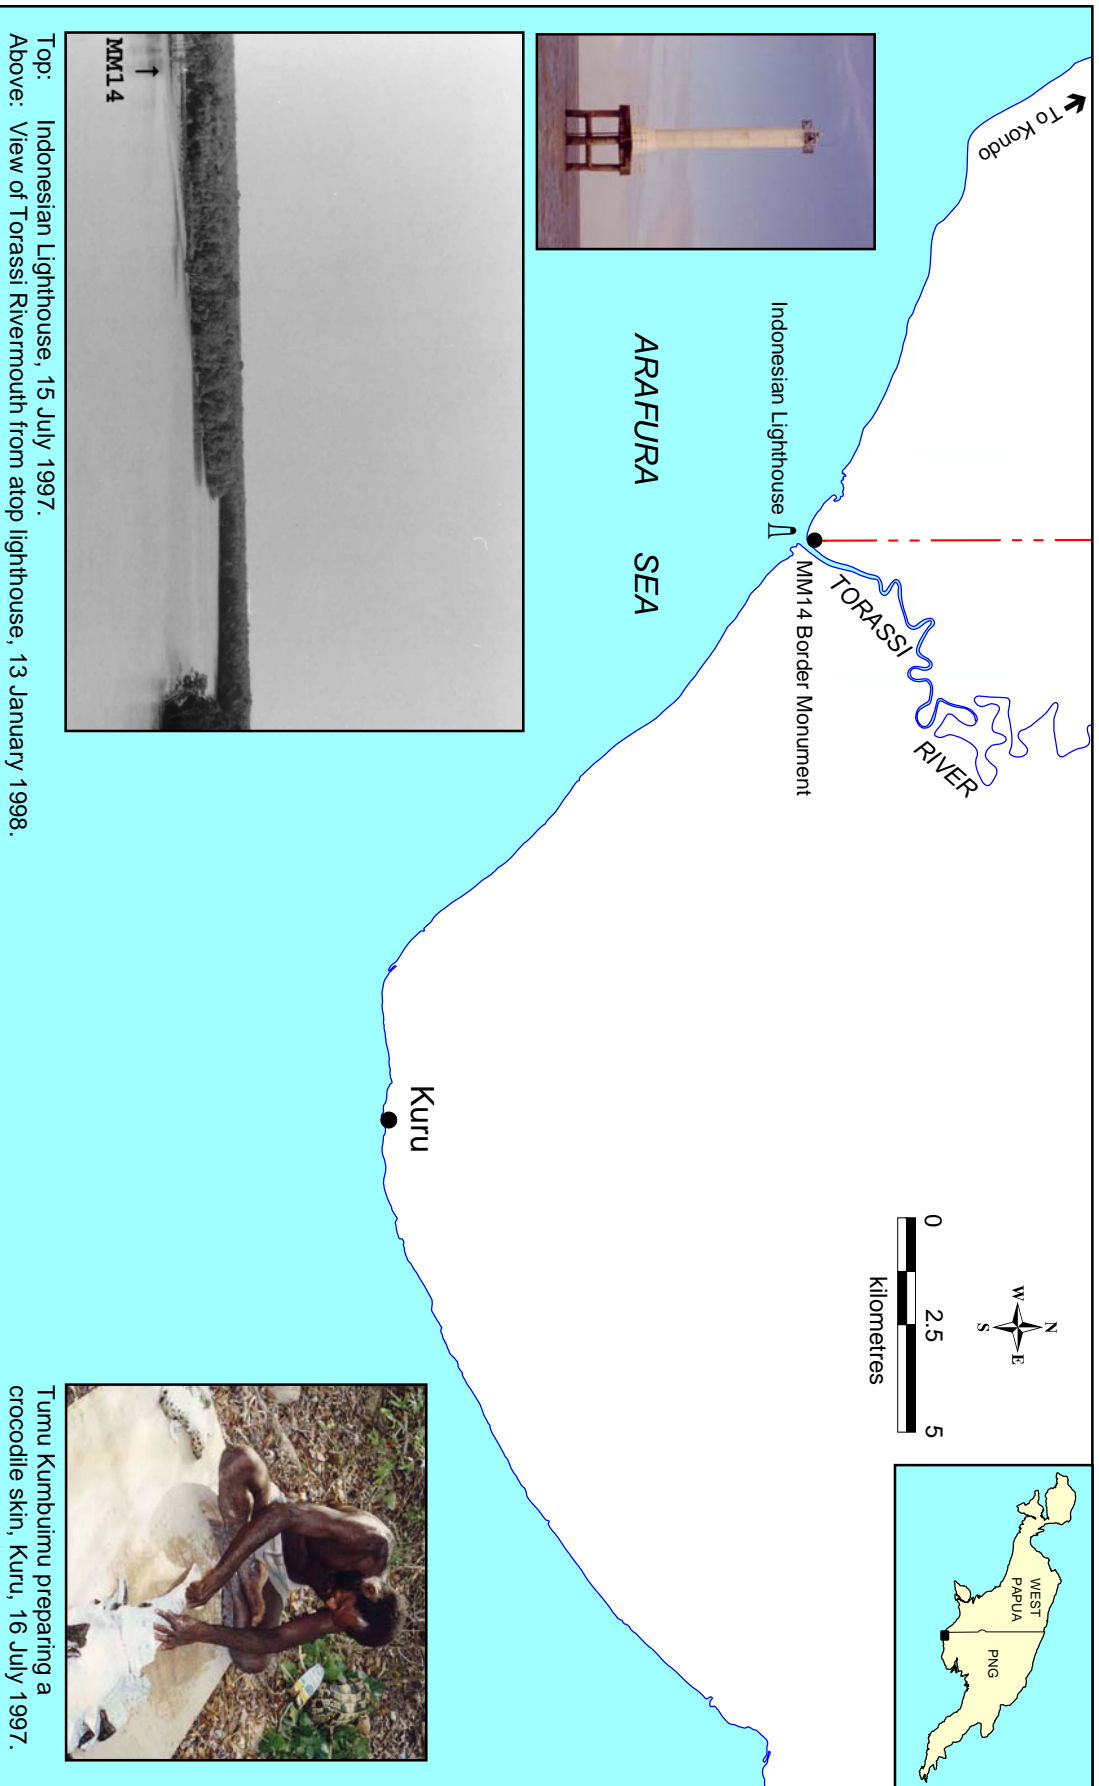 To Kondo
Indonesian Lighthouse
MM14 Border Monument
TORASSI
RIVER
ARAFURA SEA
Kuru
N
W
E
S
0 2.5 5
kilometres
WEST
PAPUA
PNG
MM14
Top: Indonesian Lighthouse, 15 July 1997.
Above: View of Torassi Rivermouth from atop lighthouse, 13 January 1998.
Tumu Kumbuimu preparing a
crocodile skin, Kuru, 16 July 1997.